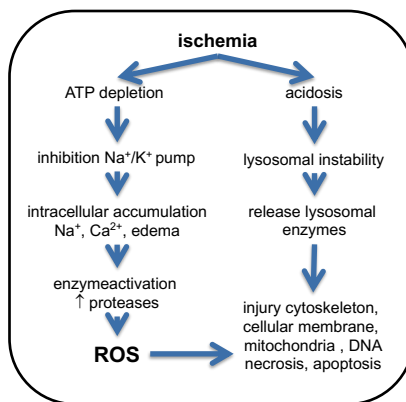 ischemia
ATP depletion
inhibition Na⁺/K⁺ pump
intracellular accumulation
Na⁺, Ca²⁺, edema
enzymeactivation
↑ proteases
ROS
acidosis
lysosomal instability
release lysosomal
enzymes
injury cytoskeleton,
cellular membrane,
mitochondria , DNA
necrosis, apoptosis